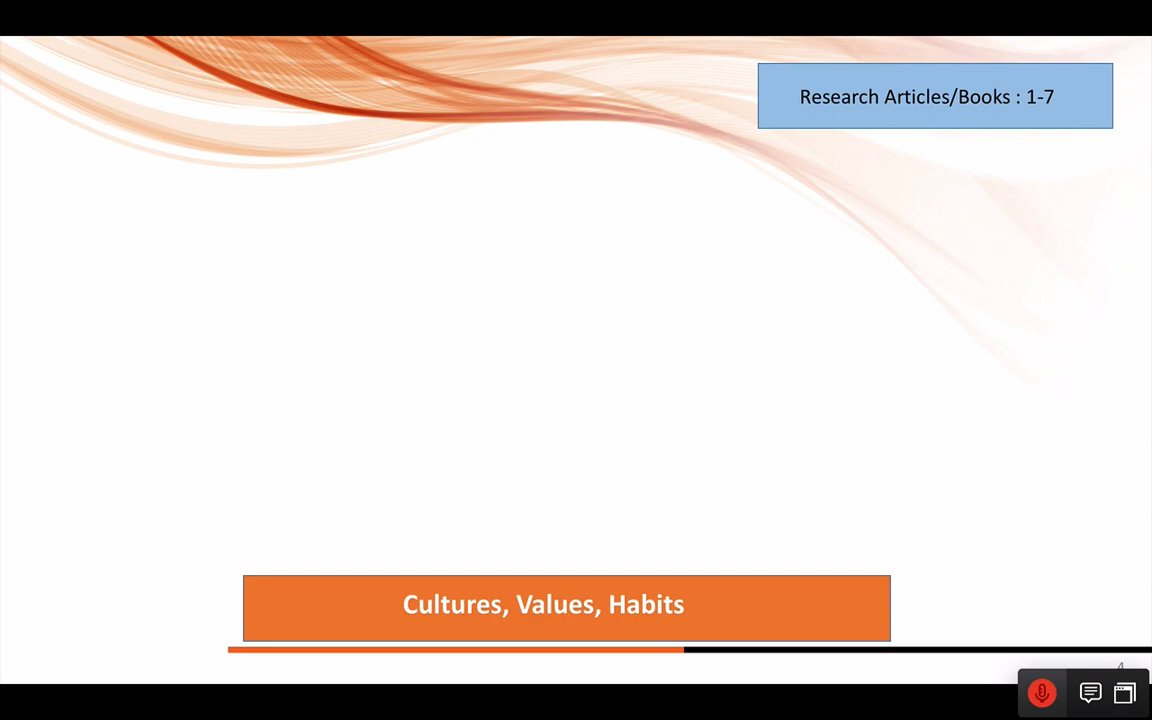 Research Articles/Books : 1-7
Cultures, Values, Habits